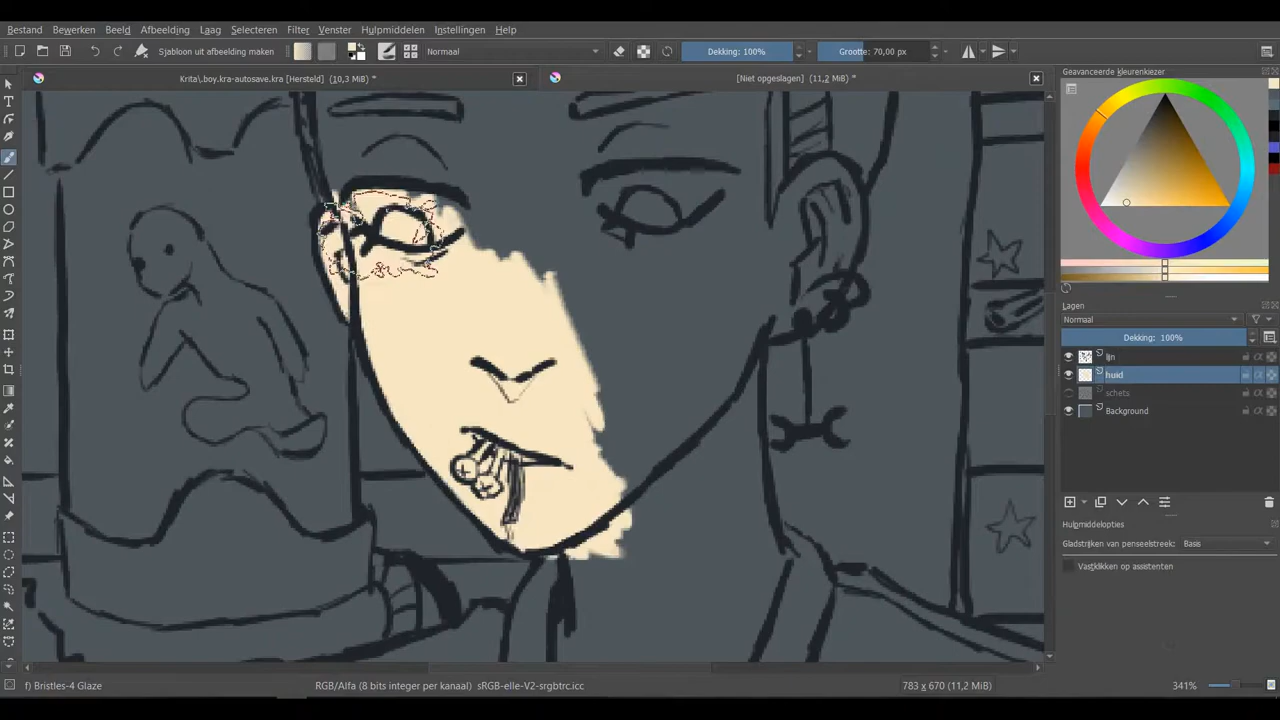 Bestand Bewerken Beeld Afbeelding Laag Selecteren Filter Venster Hulpmiddelen Instellingen Help
Sjabloon uit afbeelding maken Normaal Dekking: 100% Grootte: 70,00 px
Krita\.boy.kra-autosave.kra [Hersteld] (10,3 MiB) * [Niet opgeslagen] (11,2 MiB) *
Geavanceerde kleurenkiezer
Lagen
Normaal
Dekking: 100%
lijn
huid
schets
Background
Hulmiddelopties
Gladstrijken van penseelstreek: Basis
Vastklikken op assistenten
f) Bristles-4 Glaze RGB/Alfa (8 bits integer per kanaal) sRGB-elle-V2-srgbtrc.icc 783 x 670 (11,2 MiB) 341%